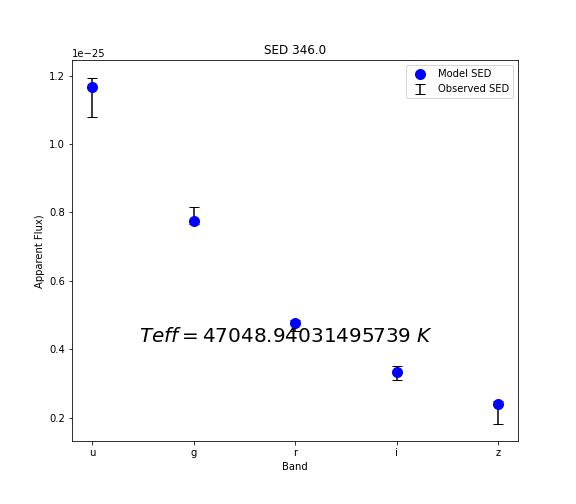 SED 346.0
1e−25
1.2
1.0
0.8
0.6
0.4
0.2
Apparent Flux)
Model SED
Observed SED
Teff = 47048.94031495739 K
u g r i z
Band